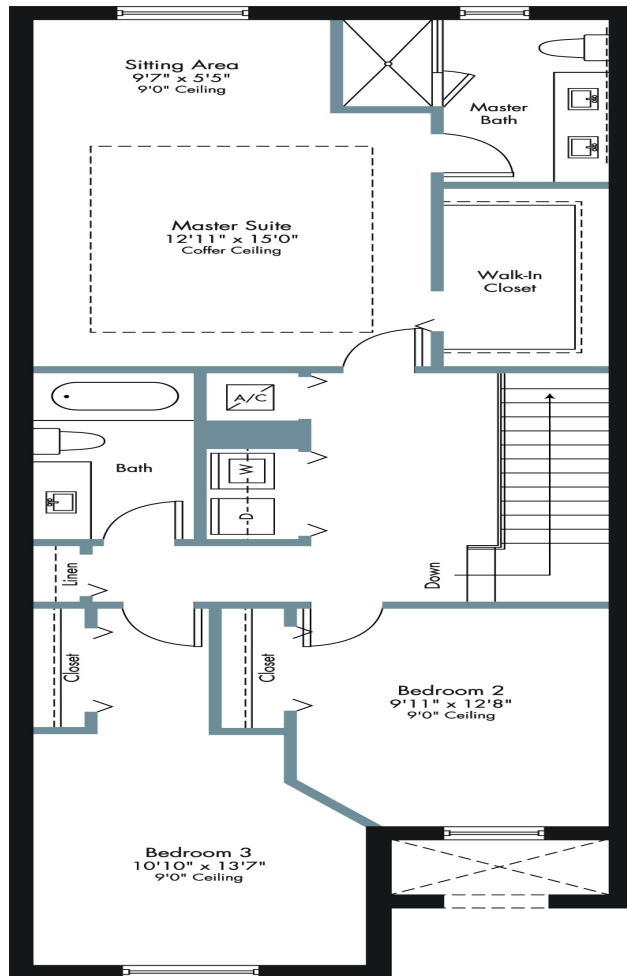 Sitting Area
9'7" x 5'5"
9'0" Ceiling
Master
Bath
Master Suite
12'11" x 15'0"
Coffer Ceiling
Walk-In
Closet
A/C
W
D
Bath
Linen
Down
Closet
Closet
Bedroom 2
9'11" x 12'8"
9'0" Ceiling
Bedroom 3
10'10" x 13'7"
9'0" Ceiling